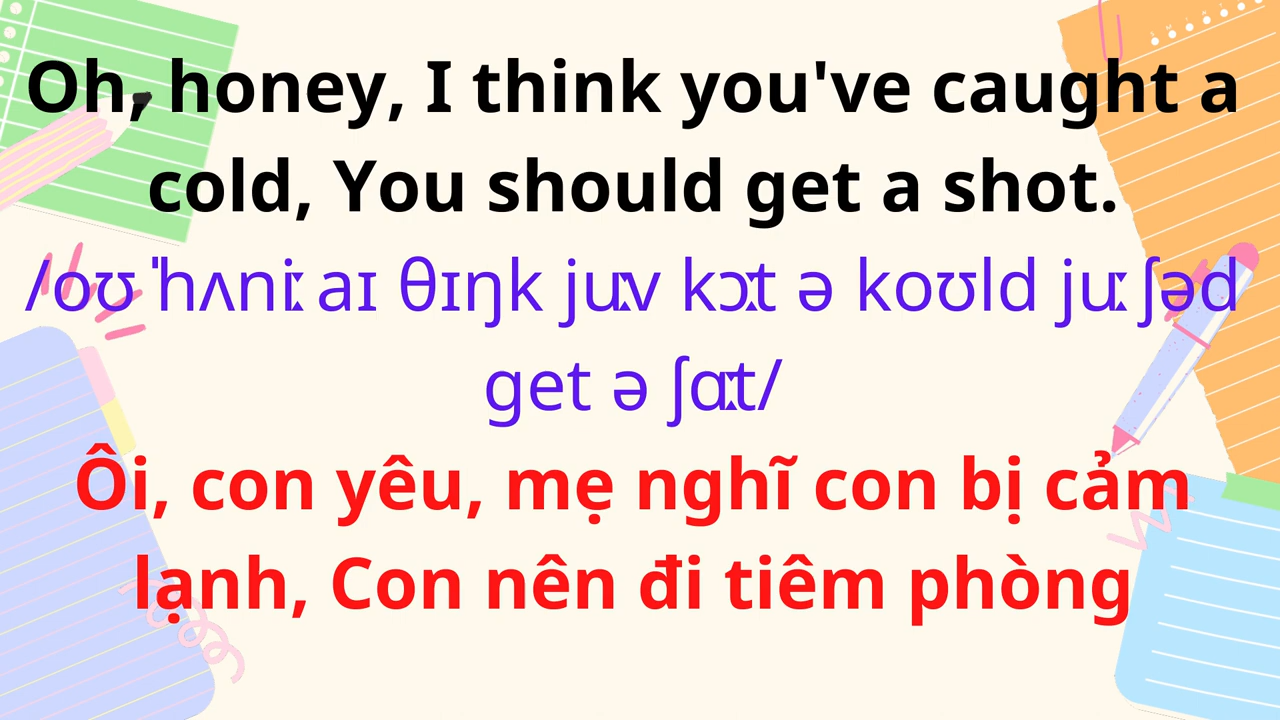 Oh, honey, I think you've caught a
cold, You should get a shot.
/oʊ ˈhʌniː aɪ θɪŋk juːv kɔːt ə koʊld juː ʃəd
get ə ʃɑːt/
Ôi, con yêu, mẹ nghĩ con bị cảm
lạnh, Con nên đi tiêm phòng